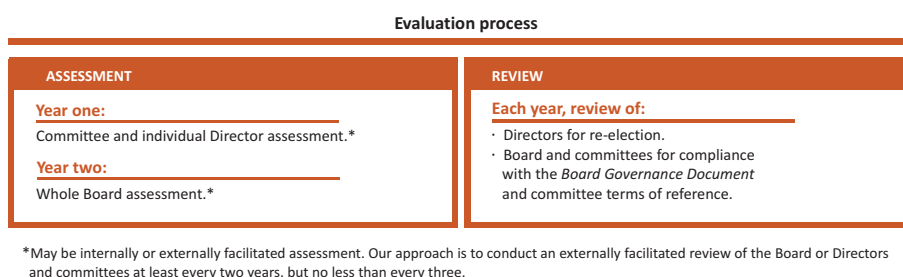 Evaluation process
ASSESSMENT
Year one:
Committee and individual Director assessment.*
Year two:
Whole Board assessment.*
REVIEW
Each year, review of:
· Directors for re-election.
· Board and committees for compliance
with the Board Governance Document
and committee terms of reference.
*May be internally or externally facilitated assessment. Our approach is to conduct an externally facilitated review of the Board or Directors
and committees at least every two years, but no less than every three.